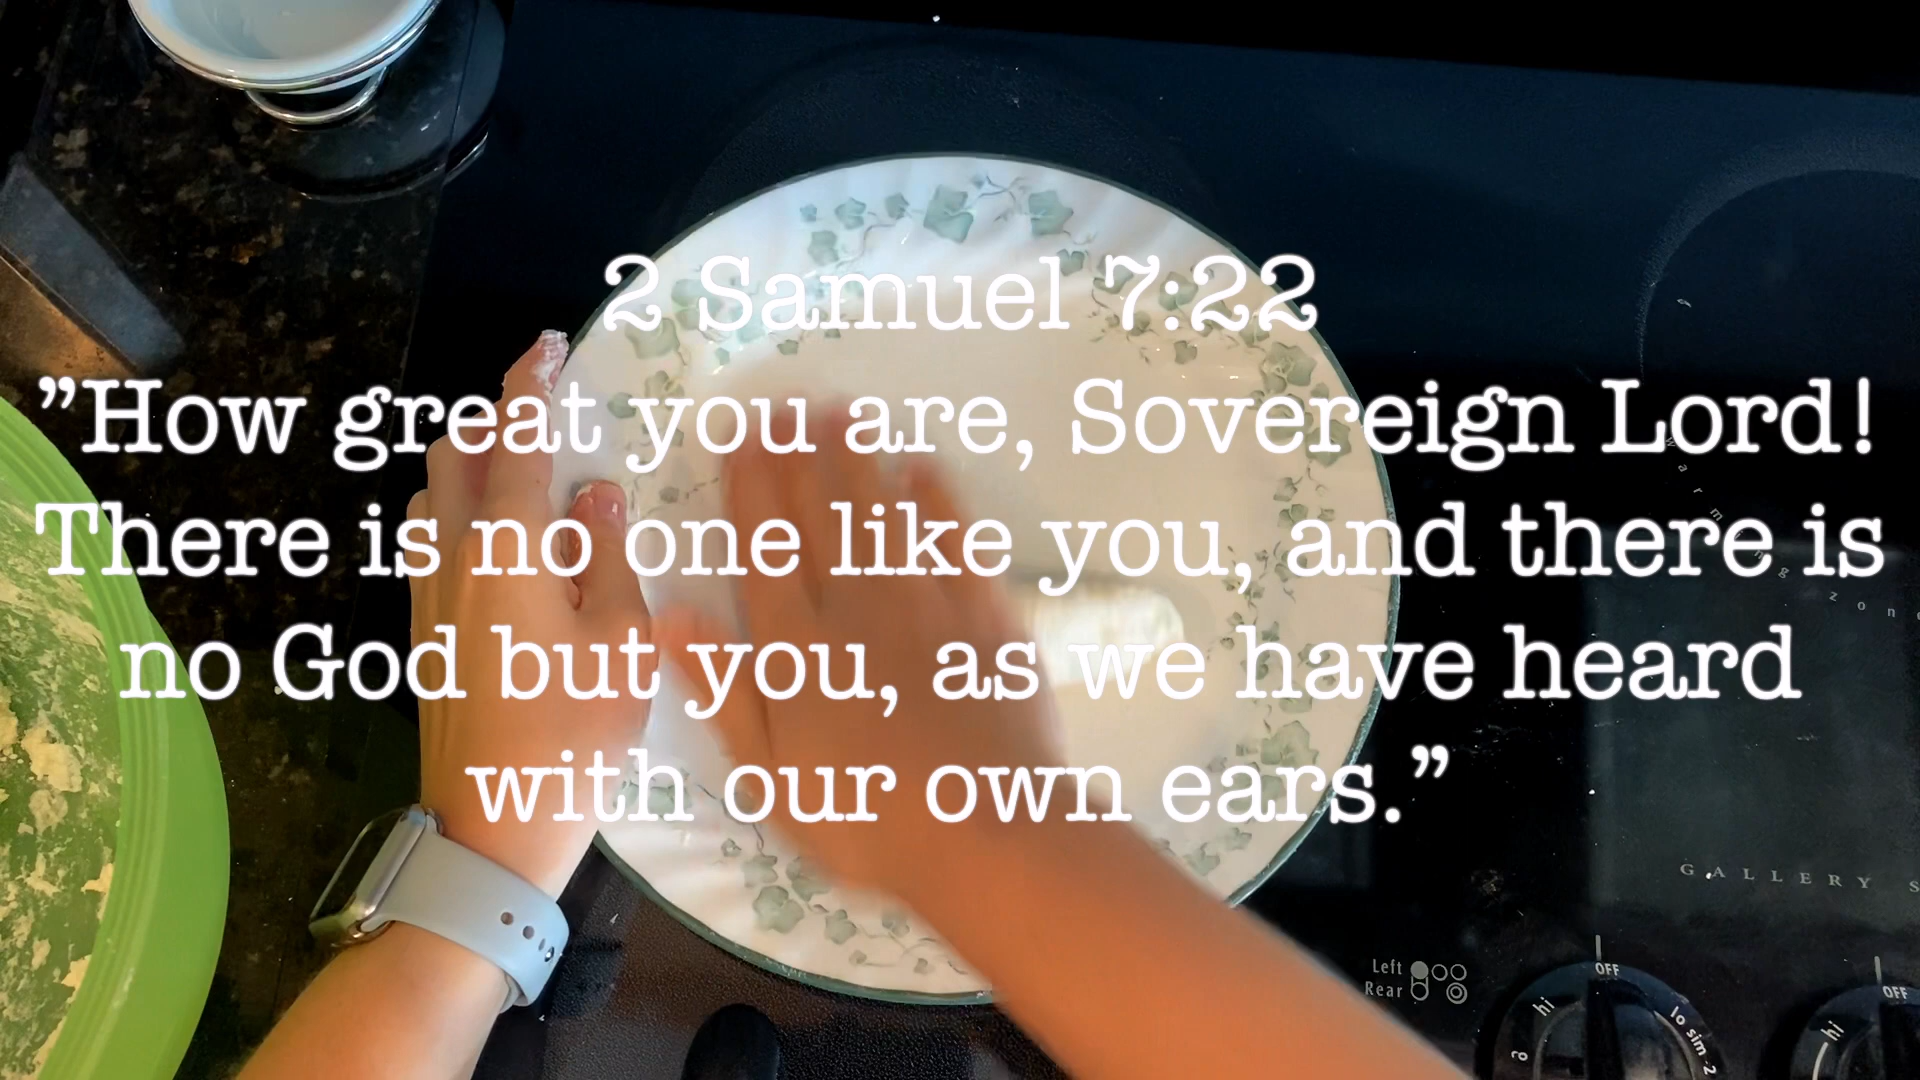 2 Samuel 7:22
”How great you are, Sovereign Lord!
There is no one like you, and there is
no God but you, as we have heard
with our own ears.”
warming zone
GALLERY S
Left
Rear
OFF
hi
lo sim 2
OFF
hi